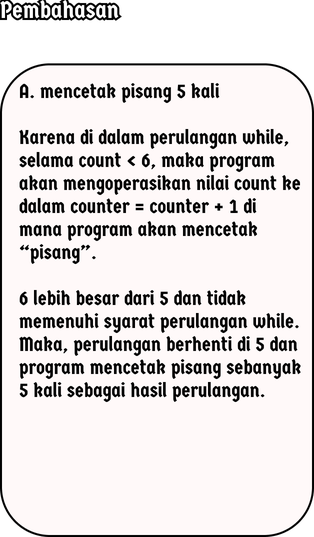 Pembahasan
A. mencetak pisang 5 kali
Karena di dalam perulangan while,
selama count < 6, maka program
akan mengoperasikan nilai count ke
dalam counter = counter + 1 di
mana program akan mencetak
“pisang”.
6 lebih besar dari 5 dan tidak
memenuhi syarat perulangan while.
Maka, perulangan berhenti di 5 dan
program mencetak pisang sebanyak
5 kali sebagai hasil perulangan.